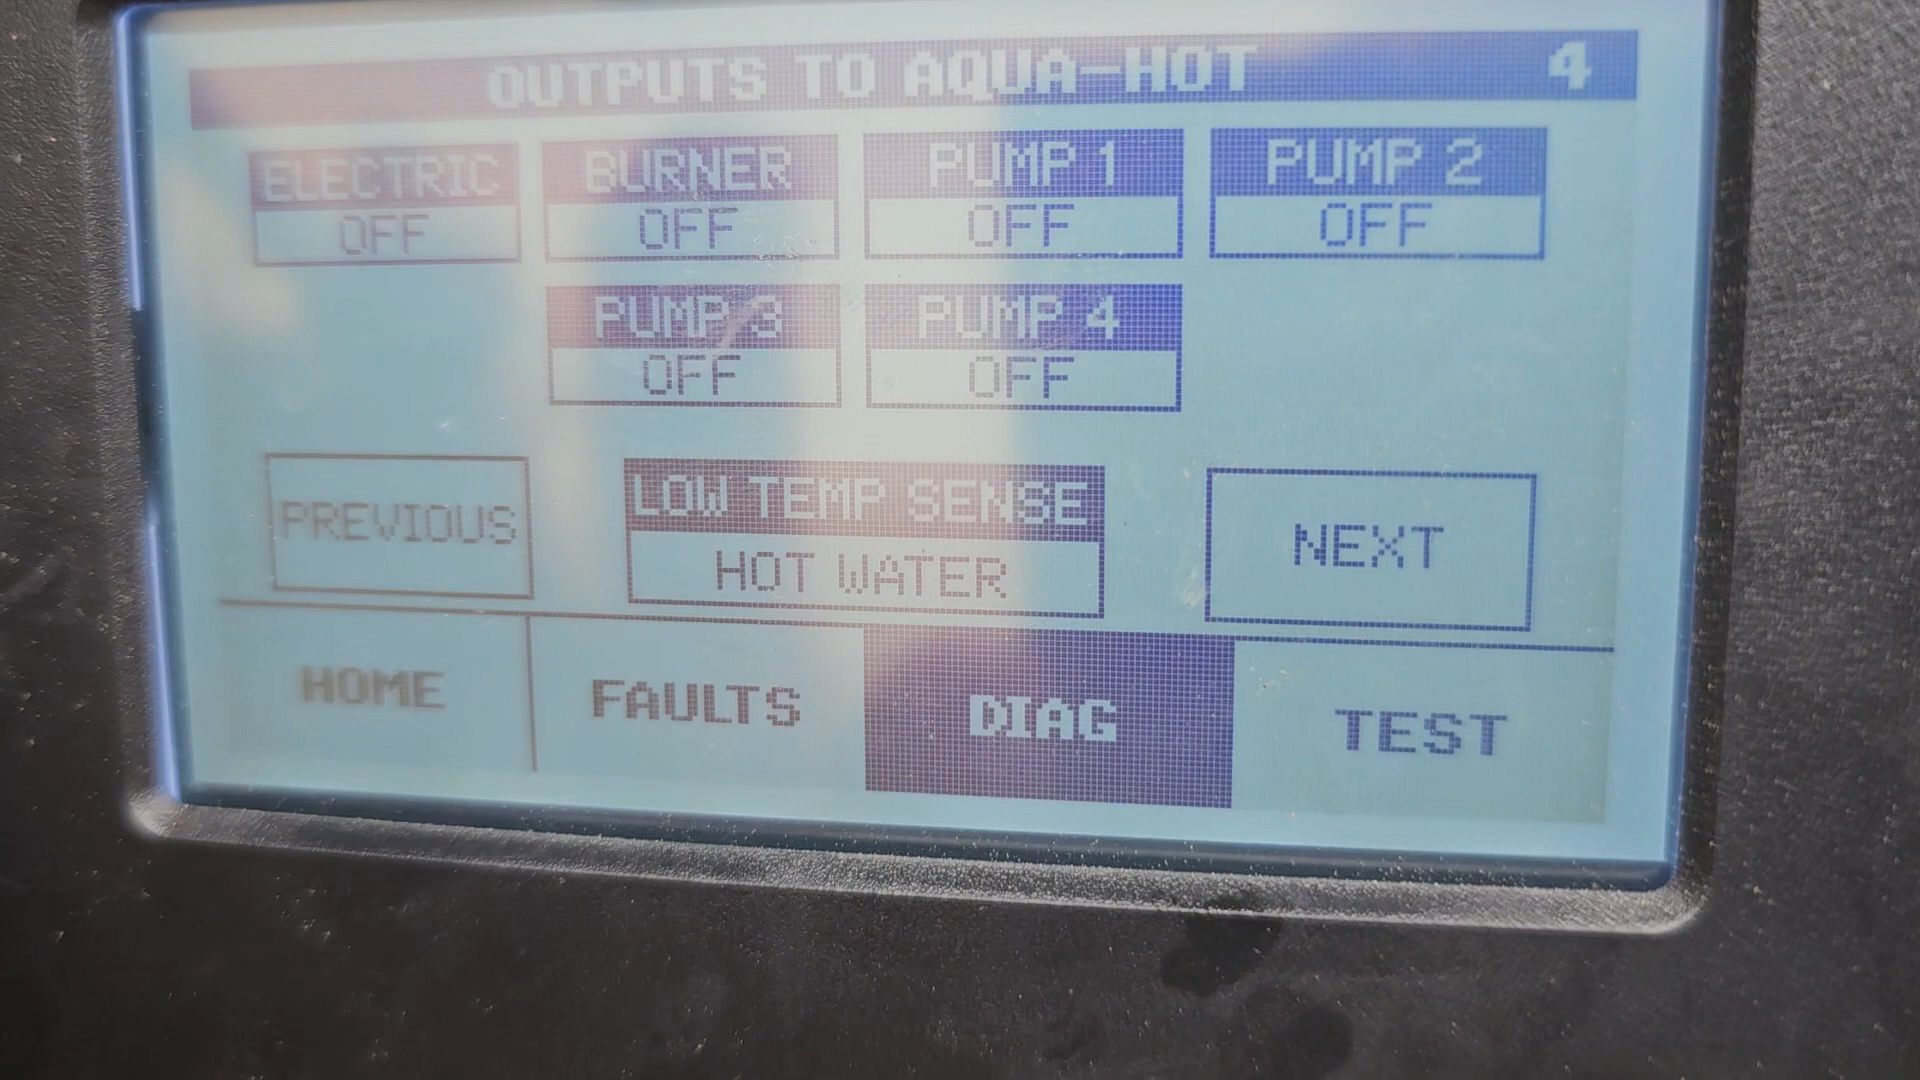 OUTPUTS TO AQUA-HOT 4
ELECTRIC BURNER PUMP 1 PUMP 2
OFF OFF OFF OFF
PUMP 3 PUMP 4
OFF OFF
PREVIOUS LOW TEMP SENSE NEXT
HOT WATER
HOME FAULTS DIAG TEST